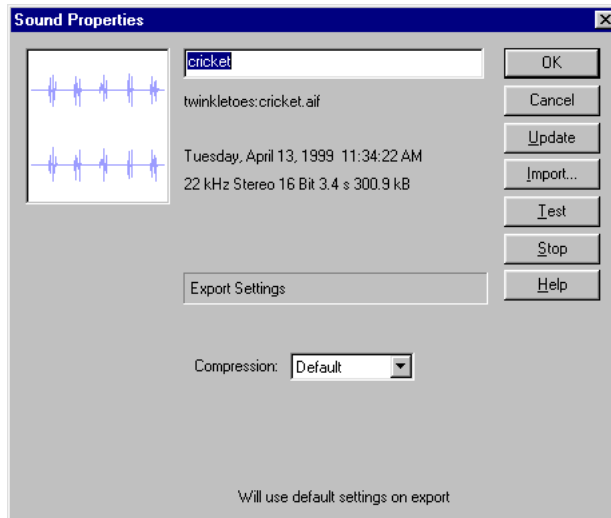 Sound Properties
cricket
twinkletoes:cricket.aif
Tuesday, April 13, 1999 11:34:22 AM
22 kHz Stereo 16 Bit 3.4 s 300.9 kB
Export Settings
Compression: Default
Will use default settings on export
OK
Cancel
Update
Import...
Test
Stop
Help